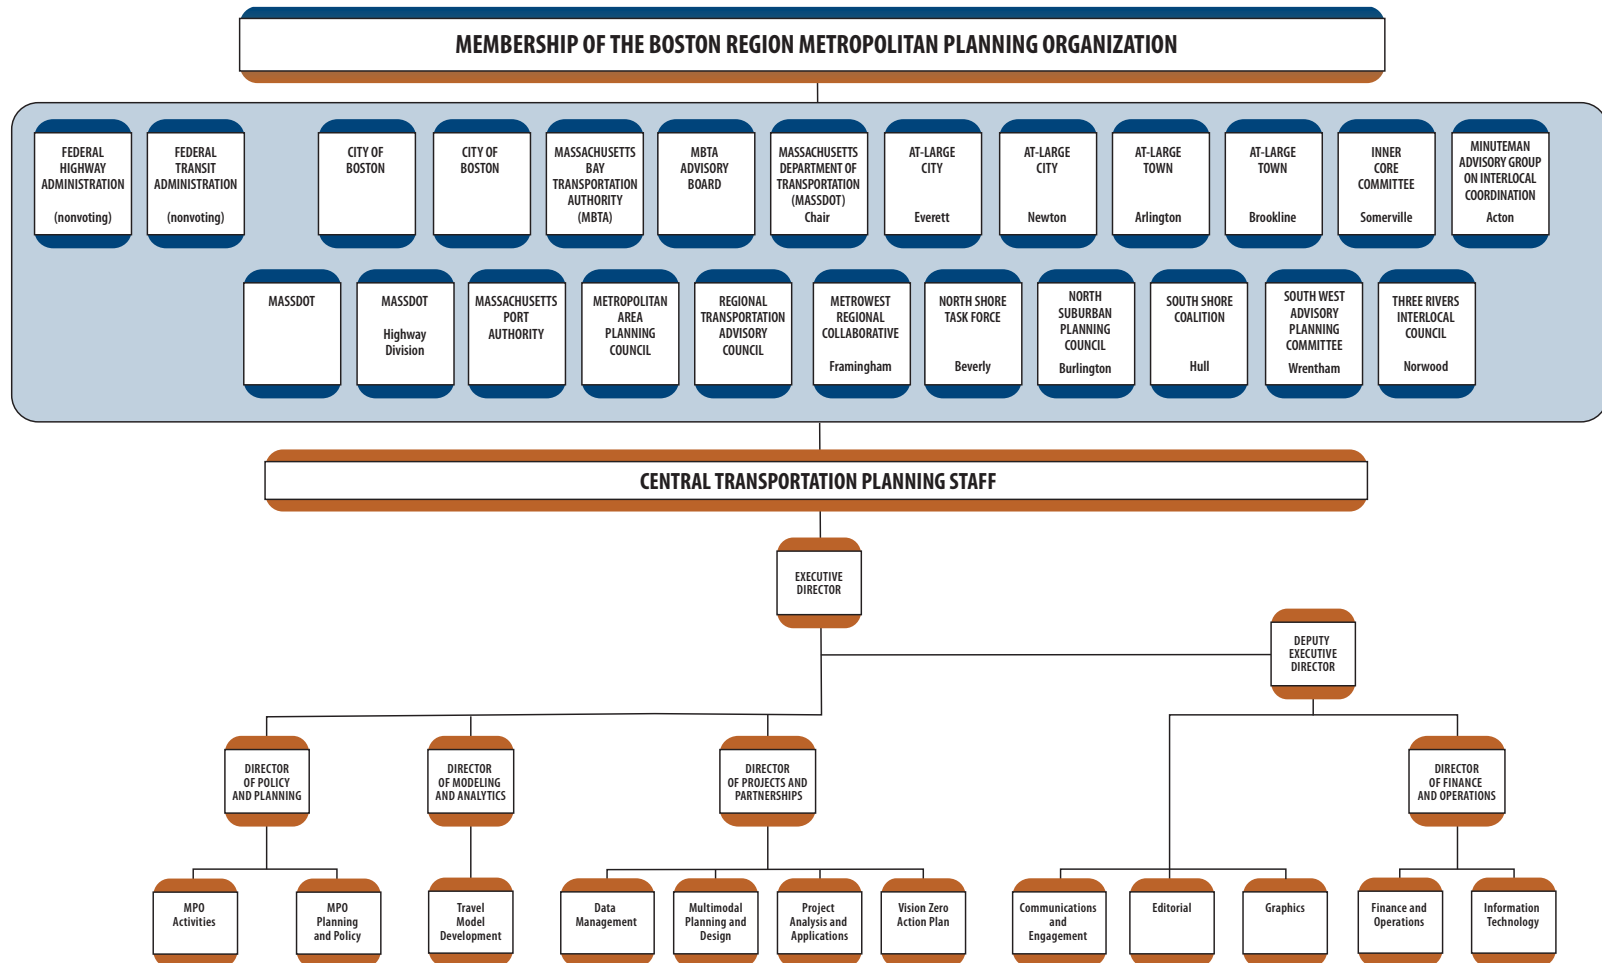 MEMBERSHIP OF THE BOSTON REGION METROPOLITAN PLANNING ORGANIZATION
FEDERAL
HIGHWAY
ADMINISTRATION
(nonvoting)
FEDERAL
TRANSIT
ADMINISTRATION
(nonvoting)
CITY OF
BOSTON
CITY OF
BOSTON
MASSACHUSETTS
BAY
TRANSPORTATION
AUTHORITY
(MBTA)
MBTA
ADVISORY
BOARD
MASSACHUSETTS
DEPARTMENT OF
TRANSPORTATION
(MASSDOT)
Chair
AT-LARGE
CITY
Everett
AT-LARGE
CITY
Newton
AT-LARGE
TOWN
Arlington
AT-LARGE
TOWN
Brookline
INNER
CORE
COMMITTEE
Somerville
MINUTEMAN
ADVISORY GROUP
ON INTERLOCAL
COORDINATION
Acton
MASSDOT
MASSDOT
Highway
Division
MASSACHUSETTS
PORT
AUTHORITY
METROPOLITAN
AREA
PLANNING
COUNCIL
REGIONAL
TRANSPORTATION
ADVISORY
COUNCIL
METROWEST
REGIONAL
COLLABORATIVE
Framingham
NORTH SHORE
TASK FORCE
Beverly
NORTH
SUBURBAN
PLANNING
COUNCIL
Burlington
SOUTH SHORE
COALITION
Hull
SOUTH WEST
ADVISORY
PLANNING
COMMITTEE
Wrentham
THREE RIVERS
INTERLOCAL
COUNCIL
Norwood
CENTRAL TRANSPORTATION PLANNING STAFF
EXECUTIVE
DIRECTOR
DEPUTY
EXECUTIVE
DIRECTOR
DIRECTOR
OF POLICY
AND PLANNING
DIRECTOR
OF MODELING
AND ANALYTICS
DIRECTOR
OF PROJECTS AND
PARTNERSHIPS
DIRECTOR
OF FINANCE
AND OPERATIONS
MPO
Activities
MPO
Planning
and Policy
Travel
Model
Development
Data
Management
Multimodal
Planning and
Design
Project
Analysis and
Applications
Vision Zero
Action Plan
Communications
and
Engagement
Editorial
Graphics
Finance and
Operations
Information
Technology